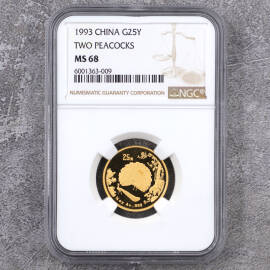 1993 CHINA G25Y
TWO PEACOCKS
MS 68
6001363-009
NUMISMATIC GUARANTY CORPORATION
NGC